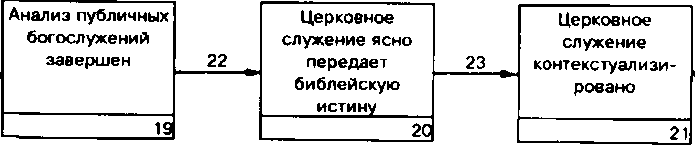 Анализ публичных
богослужений
завершен
19
22
Церковное
служение ясно
передает
библейскую
истину
20
23
Церковное
служение
контекстуализи-
ровано
21